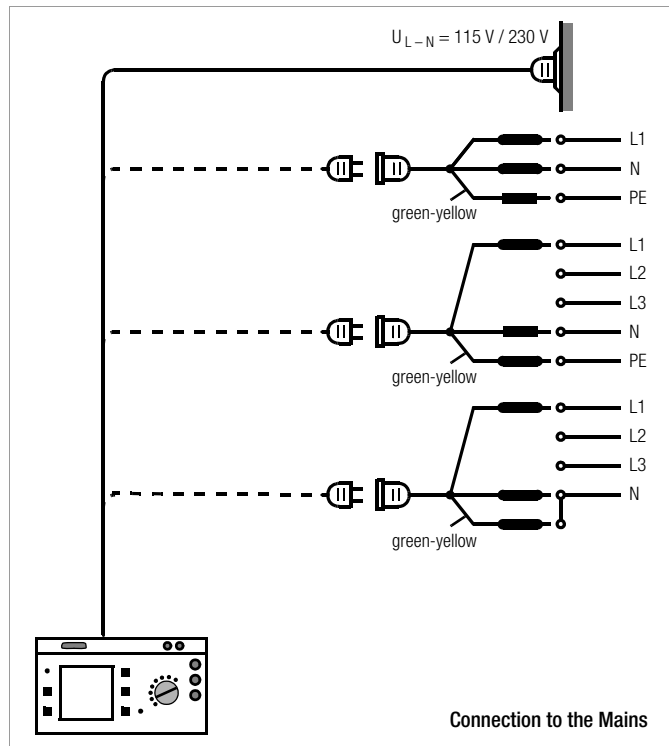 U L – N = 115 V / 230 V
L1
N
PE
green-yellow
L1
L2
L3
N
PE
green-yellow
L1
L2
L3
N
green-yellow
Connection to the Mains